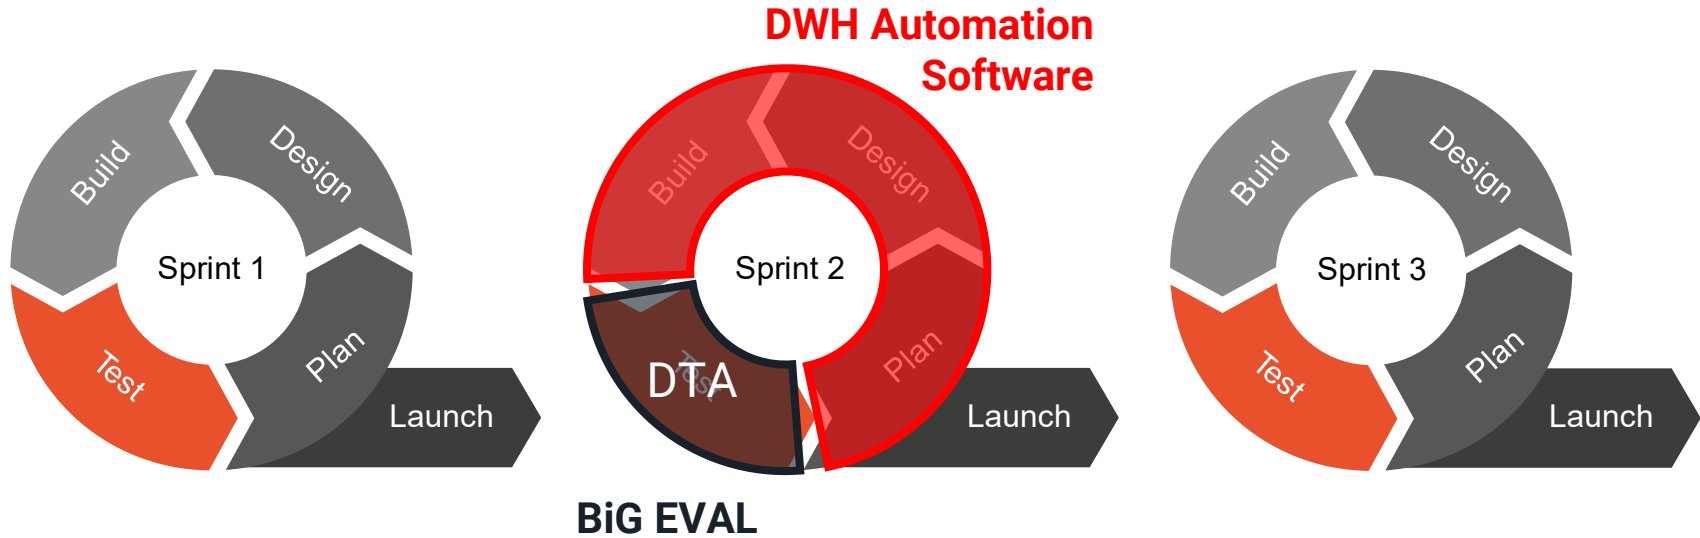 DWH Automation
Software
Build
Design
Sprint 1
Test
Plan
Launch
Build
Design
Sprint 2
Test
DTA
Plan
Launch
BiG EVAL
Build
Design
Sprint 3
Test
Plan
Launch